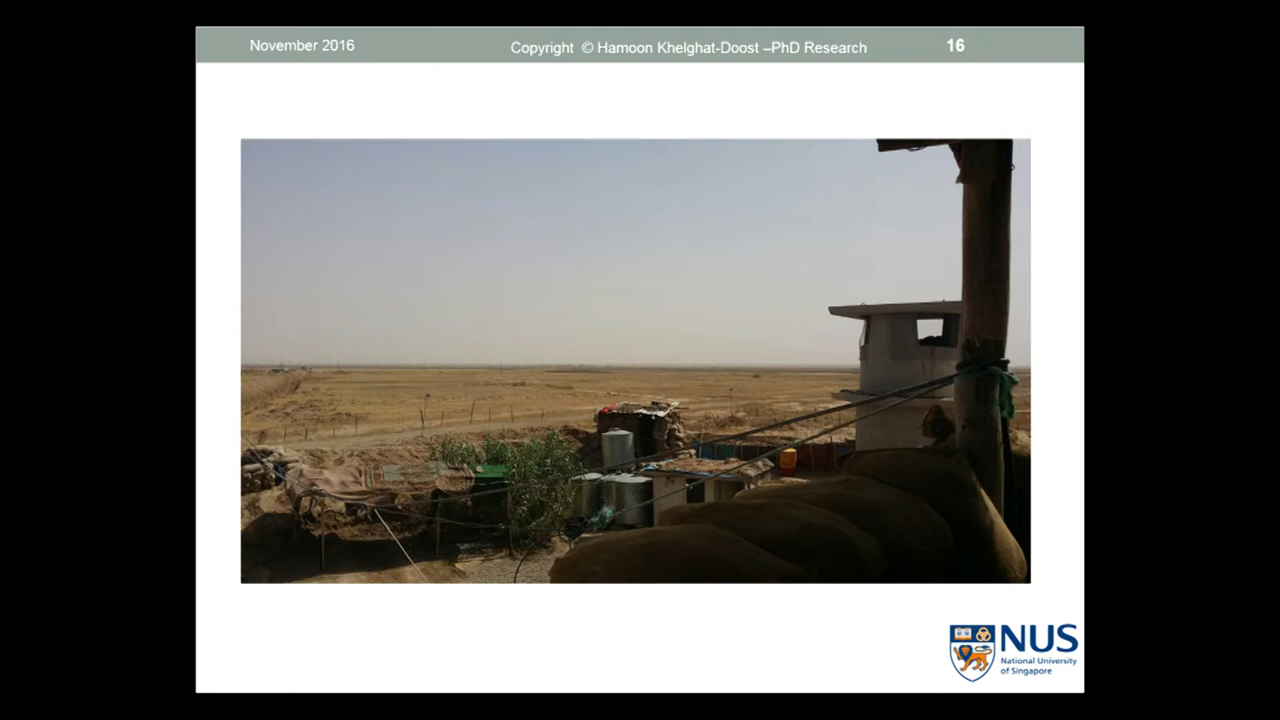 November 2016
Copyright © Hamoon Khelghat-Doost –PhD Research
16
NUS
National University
of Singapore